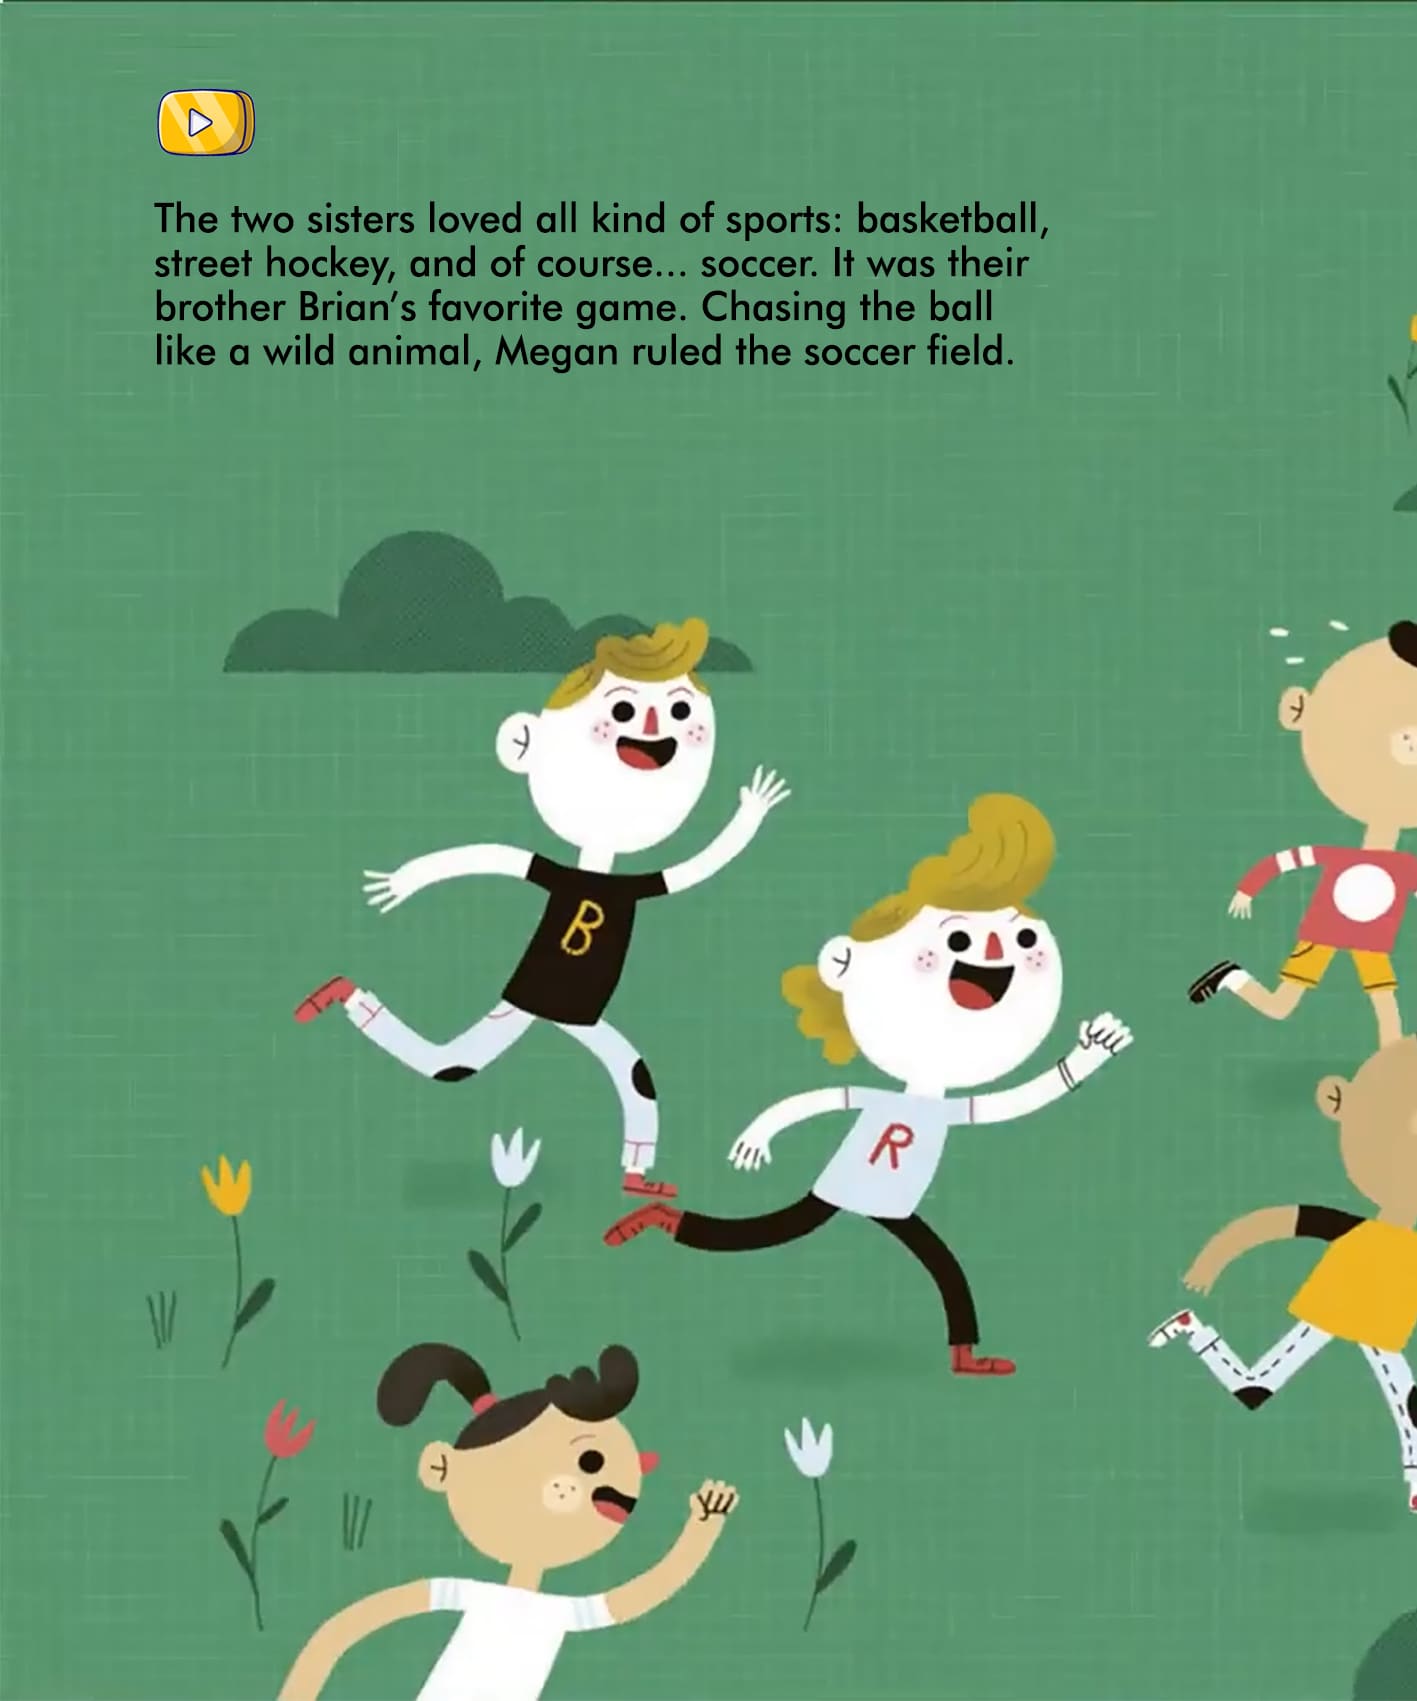 The two sisters loved all kind of sports: basketball,
street hockey, and of course... soccer. It was their
brother Brian’s favorite game. Chasing the ball
like a wild animal, Megan ruled the soccer field.
B
R